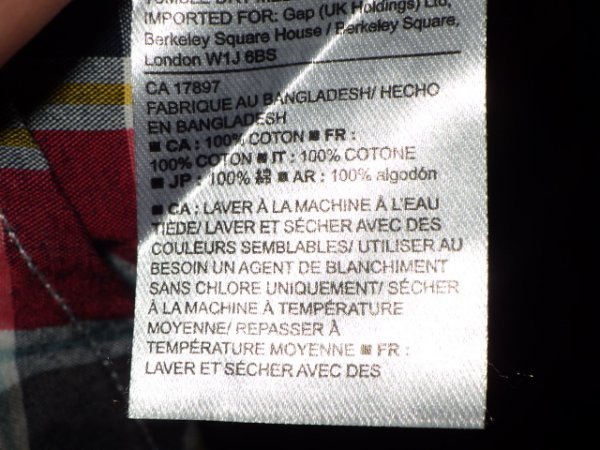 TUMBLE DRY MED
IMPORTED FOR: Gap (UK Holdings) Ltd,
Berkeley Square House / Berkeley Square,
London W1J 6BS
CA 17897
FABRIQUE AU BANGLADESH/ HECHO
EN BANGLADESH
■ CA : 100% COTON ■ FR :
100% COTON ■ IT : 100% COTONE
■ JP : 100% 綿 ■ AR : 100% algodón
■ CA : LAVER À LA MACHINE À L'EAU
TIÈDE/ LAVER ET SÉCHER AVEC DES
COULEURS SEMBLABLES/ UTILISER AU
BESOIN UN AGENT DE BLANCHIMENT
SANS CHLORE UNIQUEMENT/ SÉCHER
À LA MACHINE À TEMPÉRATURE
MOYENNE/ REPASSER À
TEMPÉRATURE MOYENNE ■ FR :
LAVER ET SÉCHER AVEC DES